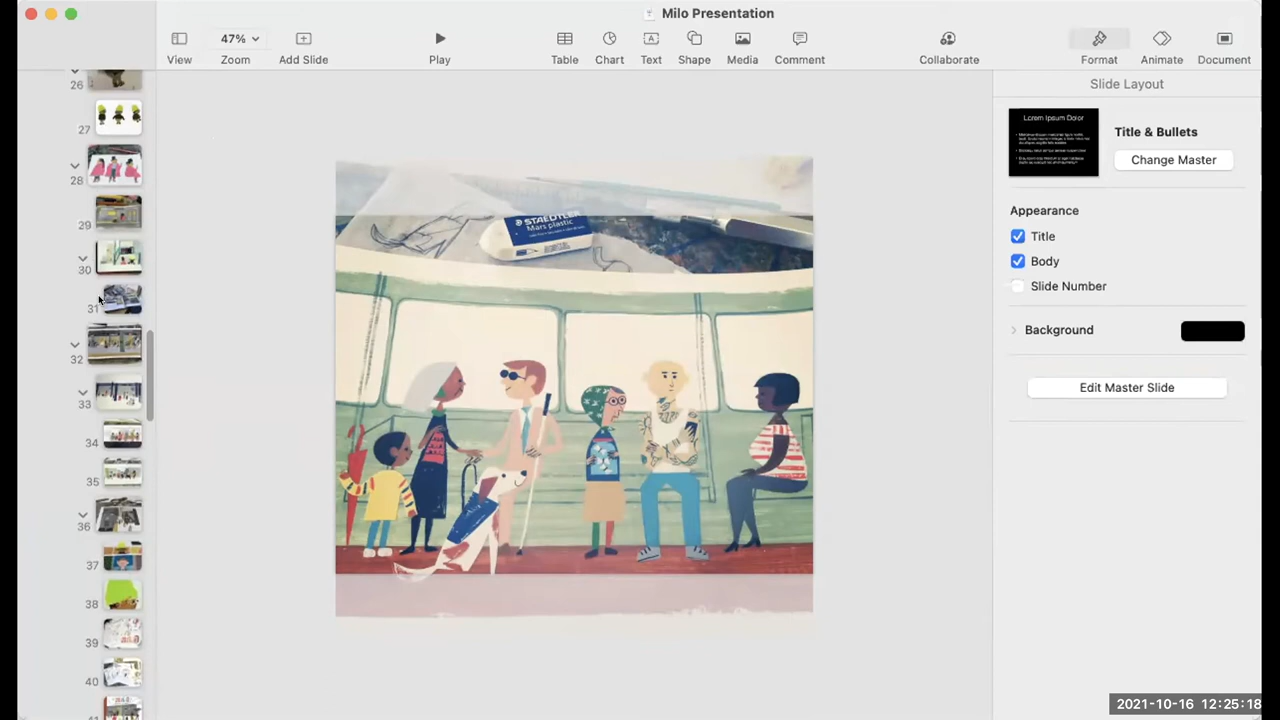 Milo Presentation
47%
View
Zoom
Add Slide
Play
Table
Chart
Text
Shape
Media
Comment
Collaborate
Format
Animate
Document
Slide Layout
Lorem Ipsum Dolor
Title & Bullets
Change Master
Appearance
Title
Body
Slide Number
Background
Edit Master Slide
26
27
28
29
30
31
32
33
34
35
36
37
38
39
40
STAEDTLER
Mars plastic
2021-10-16 12:25:18